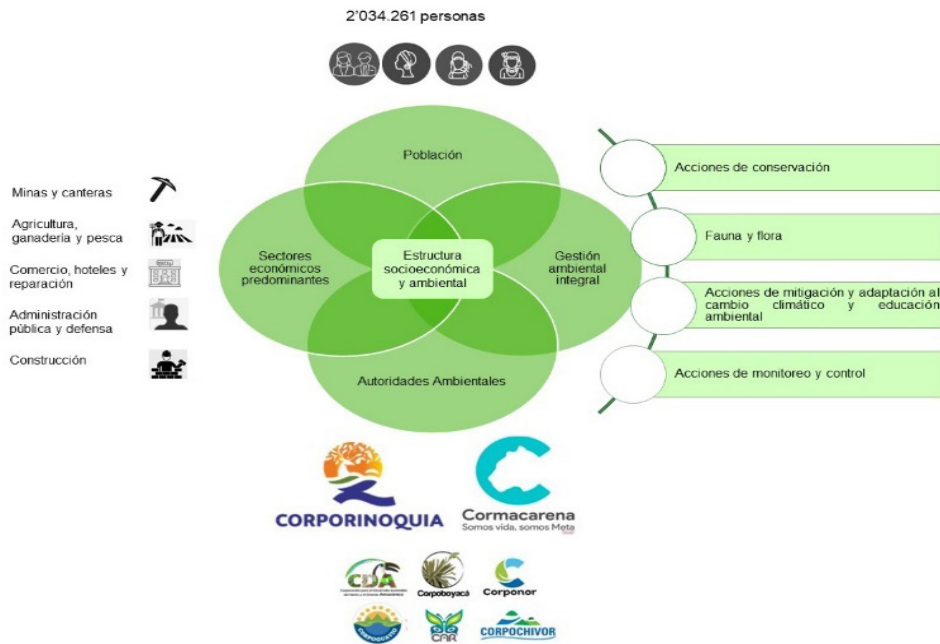 2'034.261 personas
Población
Minas y canteras
Agricultura,
ganadería y pesca
Comercio, hoteles y
reparación
Administración
pública y defensa
Construcción
Sectores
económicos
predominantes
Estructura
socioeconómica
y ambiental
Gestión
ambiental
integral
Autoridades Ambientales
Acciones de conservación
Fauna y flora
Acciones de mitigación y adaptación al
cambio climático y educación
ambiental
Acciones de monitoreo y control
CORPORINOQUIA
Cormacarena
Somos vida, somos Meta
CDA
Corpoboyacá
Corponor
CORPOGUAVIO
CAR
CORPOCHIVOR